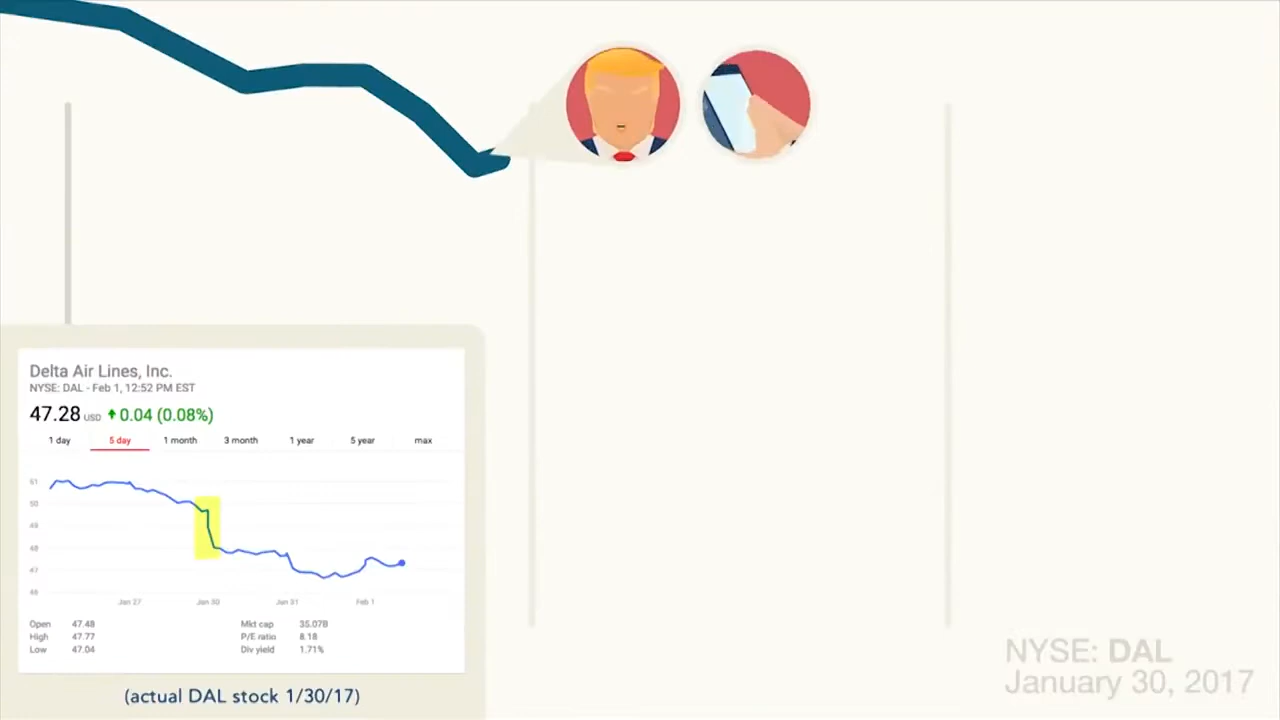 Delta Air Lines, Inc.
NYSE: DAL - Feb 1, 12:52 PM EST
47.28 USD 0.04 (0.08%)
1 day 5 day 1 month 3 month 1 year 5 year max
51
50
49
48
47
46
Jan 27 Jan 30 Jan 31 Feb 1
Open 47.48 Mkt cap 35.07B
High 47.77 P/E ratio 8.18
Low 47.04 Div yield 1.71%
(actual DAL stock 1/30/17)
NYSE: DAL
January 30, 2017